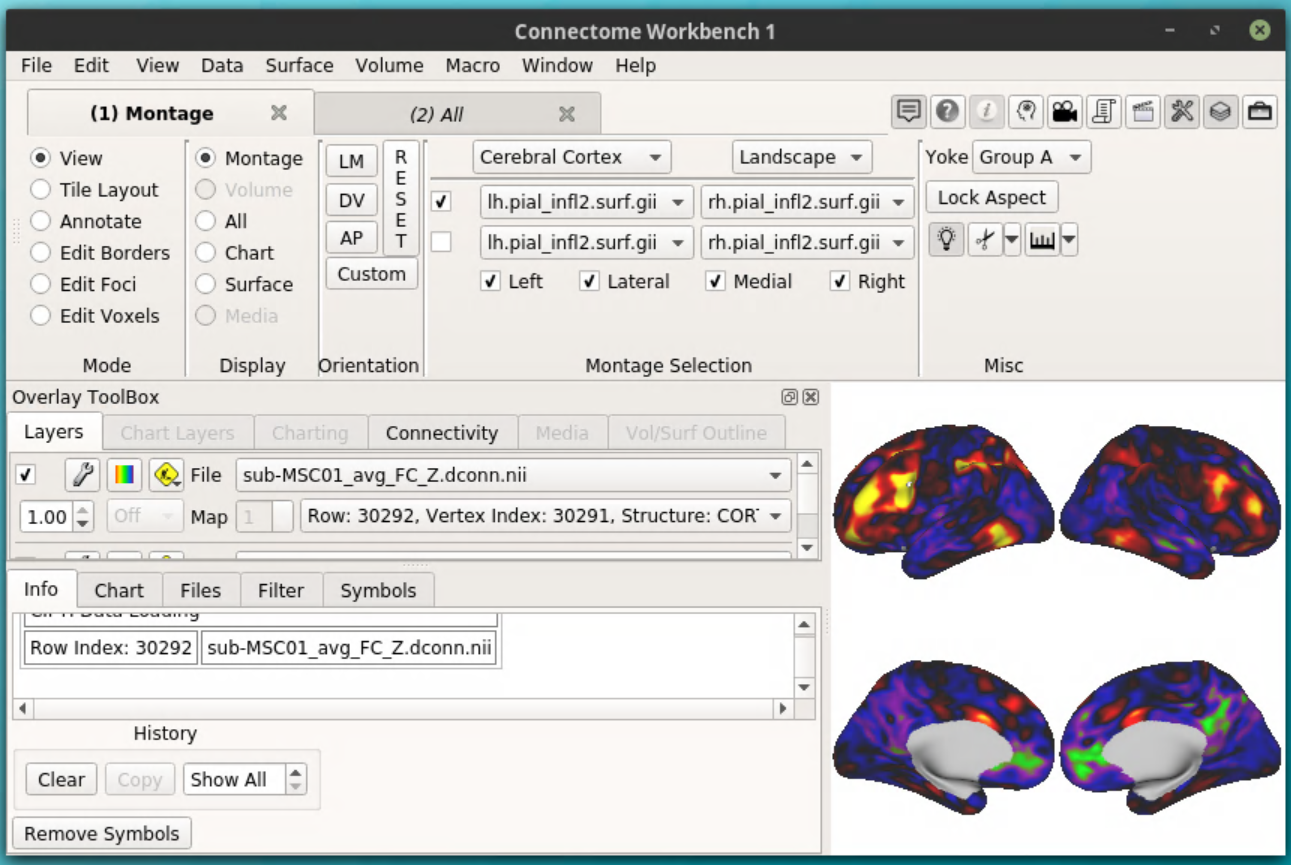 Connectome Workbench 1
File Edit View Data Surface Volume Macro Window Help
(1) Montage (2) All
View
Tile Layout
Annotate
Edit Borders
Edit Foci
Edit Voxels
Mode
Montage
Volume
All
Chart
Surface
Media
Display
LM
DV
AP
RESET
Custom
Orientation
Cerebral Cortex Landscape
lh.pial_infl2.surf.gii rh.pial_infl2.surf.gii
lh.pial_infl2.surf.gii rh.pial_infl2.surf.gii
Left Lateral Medial Right
Montage Selection
Yoke Group A
Lock Aspect
Misc
Overlay ToolBox
Layers Chart Layers Charting Connectivity Media Vol/Surf Outline
File sub-MSC01_avg_FC_Z.dconn.nii
1.00 Off Map 1 Row: 30292, Vertex Index: 30291, Structure: COR
Info Chart Files Filter Symbols
Data Loading
Row Index: 30292 sub-MSC01_avg_FC_Z.dconn.nii
History
Clear Copy Show All
Remove Symbols